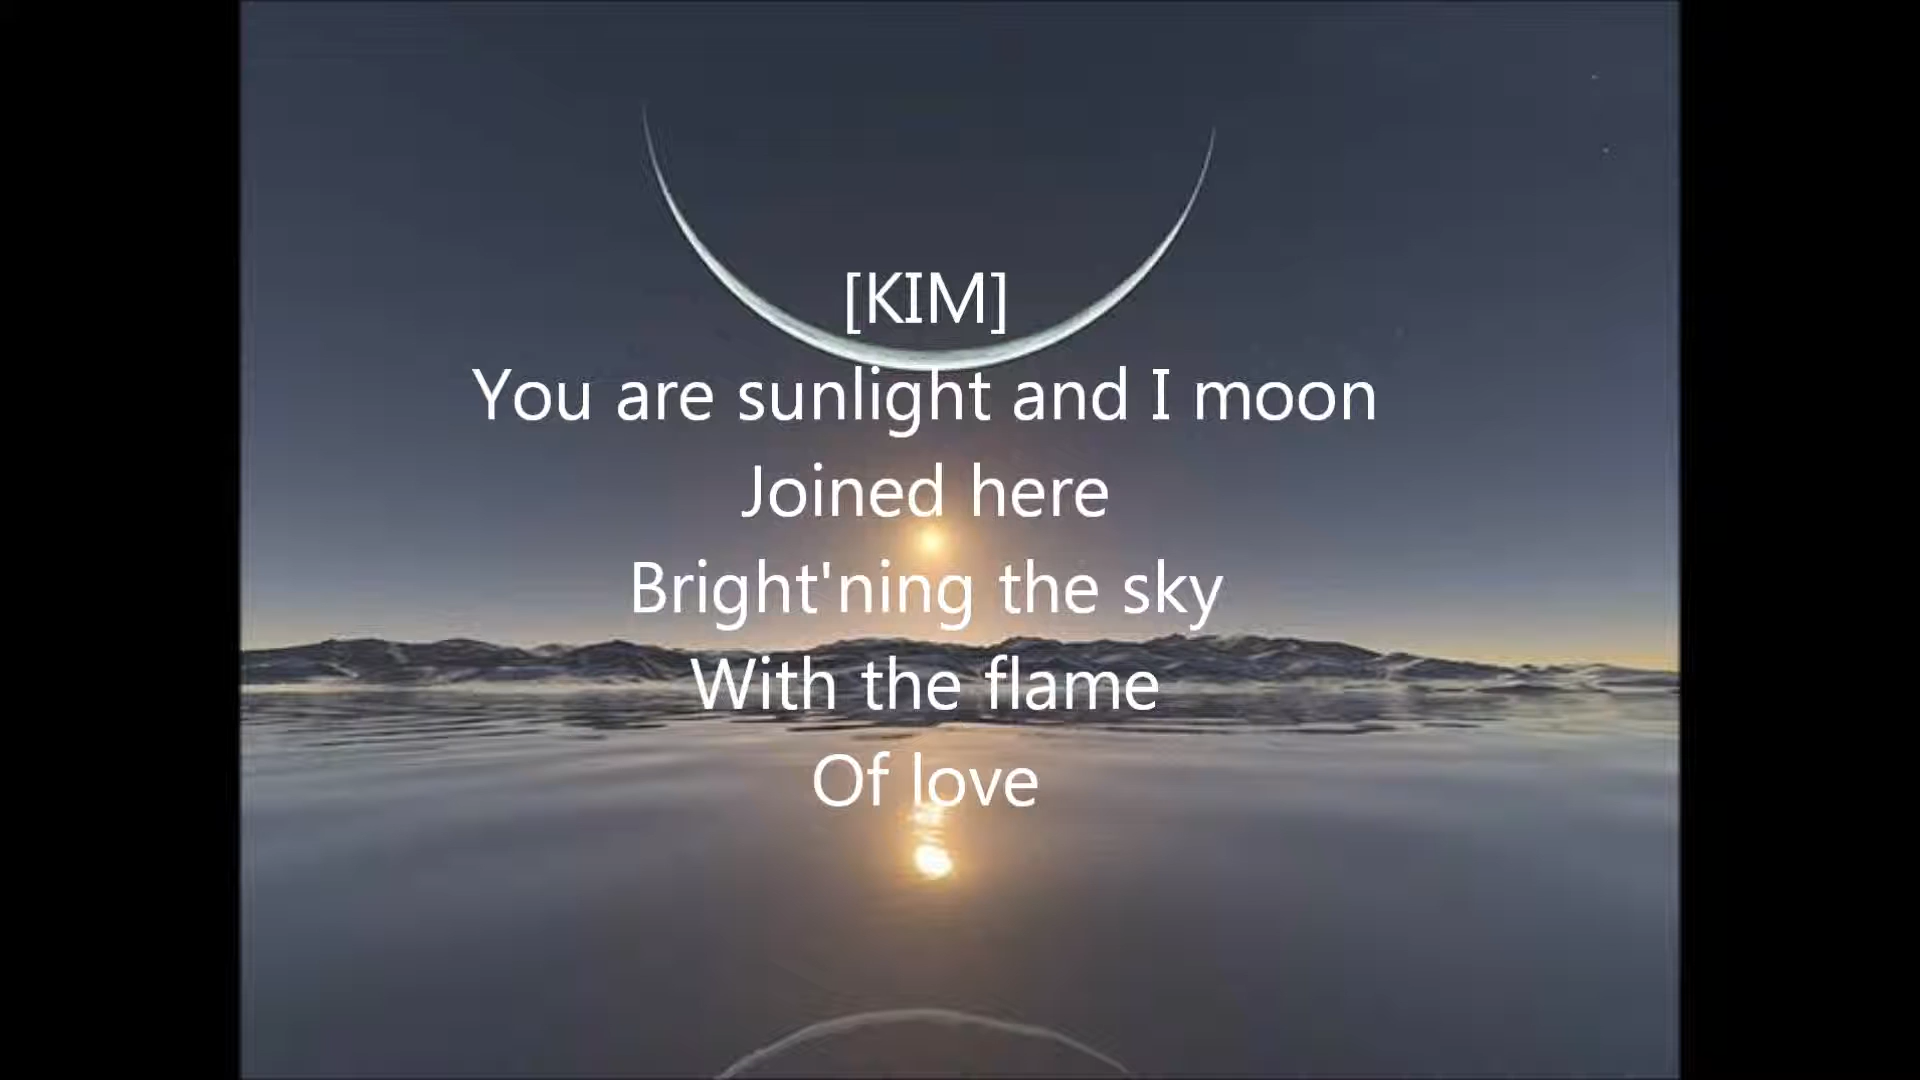 [KIM]
You are sunlight and I moon
Joined here
Bright'ning the sky
With the flame
Of love